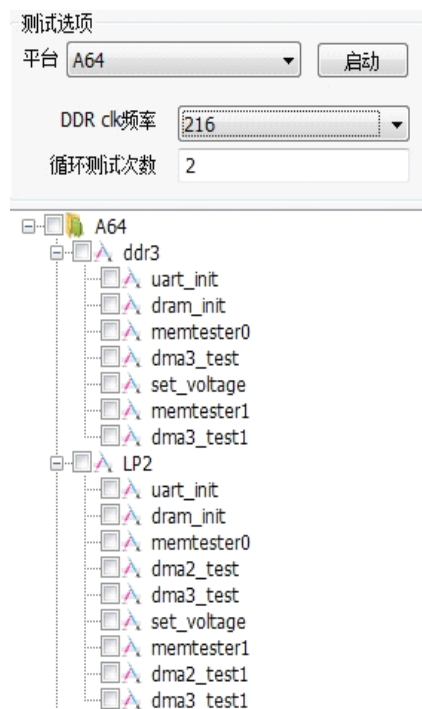 测试选项
平台 A64 启动
DDR clk频率 216
循环测试次数 2
A64
ddr3
uart_init
dram_init
memtester0
dma3_test
set_voltage
memtester1
dma3_test1
LP2
uart_init
dram_init
memtester0
dma2_test
dma3_test
set_voltage
memtester1
dma2_test1
dma3_test1